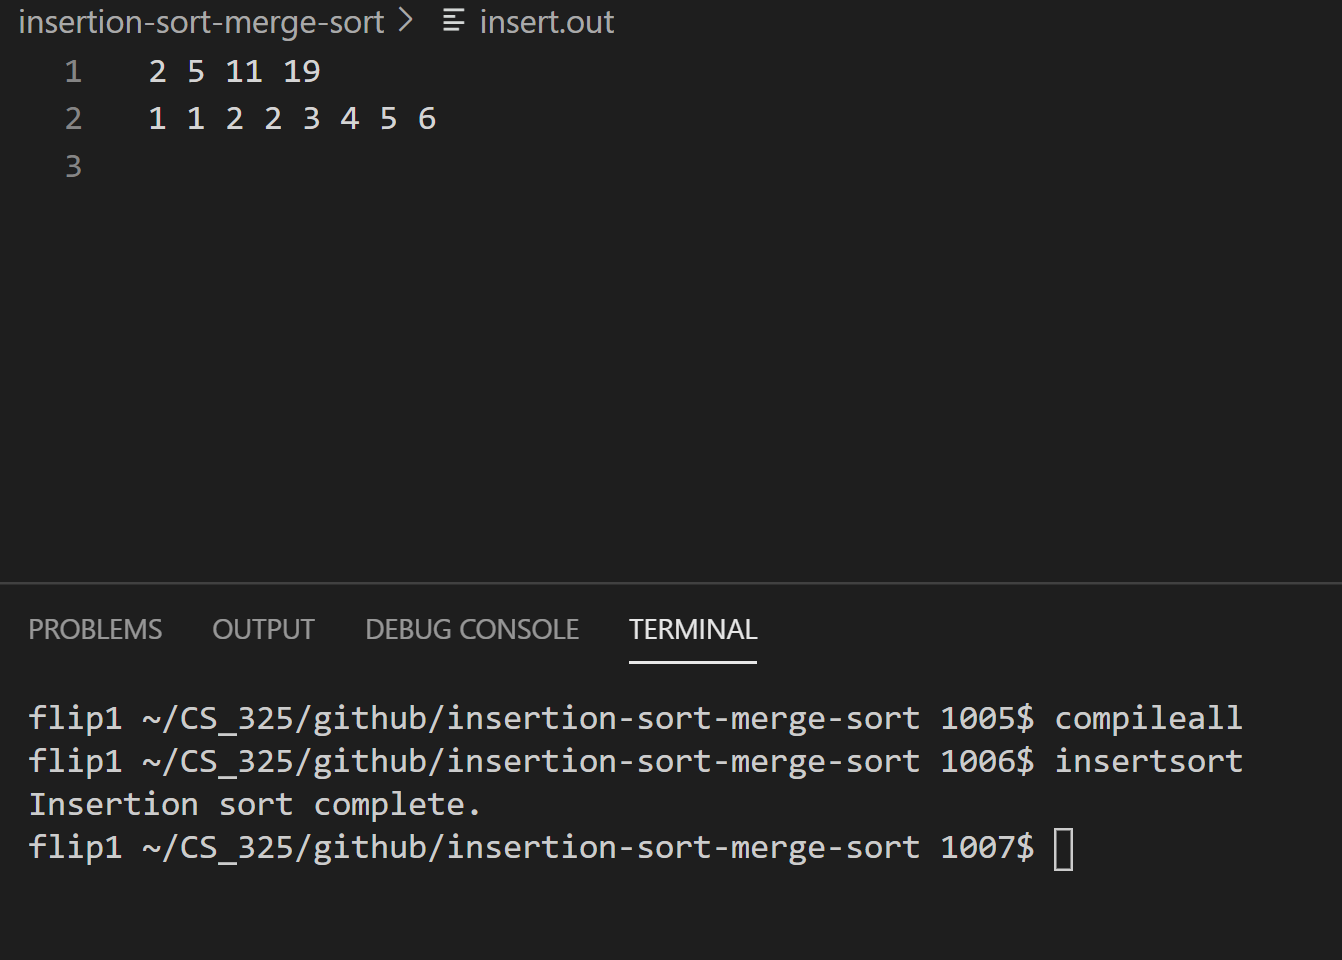 insertion-sort-merge-sort > insert.out
1 2 5 11 19
2 1 1 2 2 3 4 5 6
3
PROBLEMS OUTPUT DEBUG CONSOLE TERMINAL
flip1 ~/CS_325/github/insertion-sort-merge-sort 1005$ compileall
flip1 ~/CS_325/github/insertion-sort-merge-sort 1006$ insertsort
Insertion sort complete.
flip1 ~/CS_325/github/insertion-sort-merge-sort 1007$